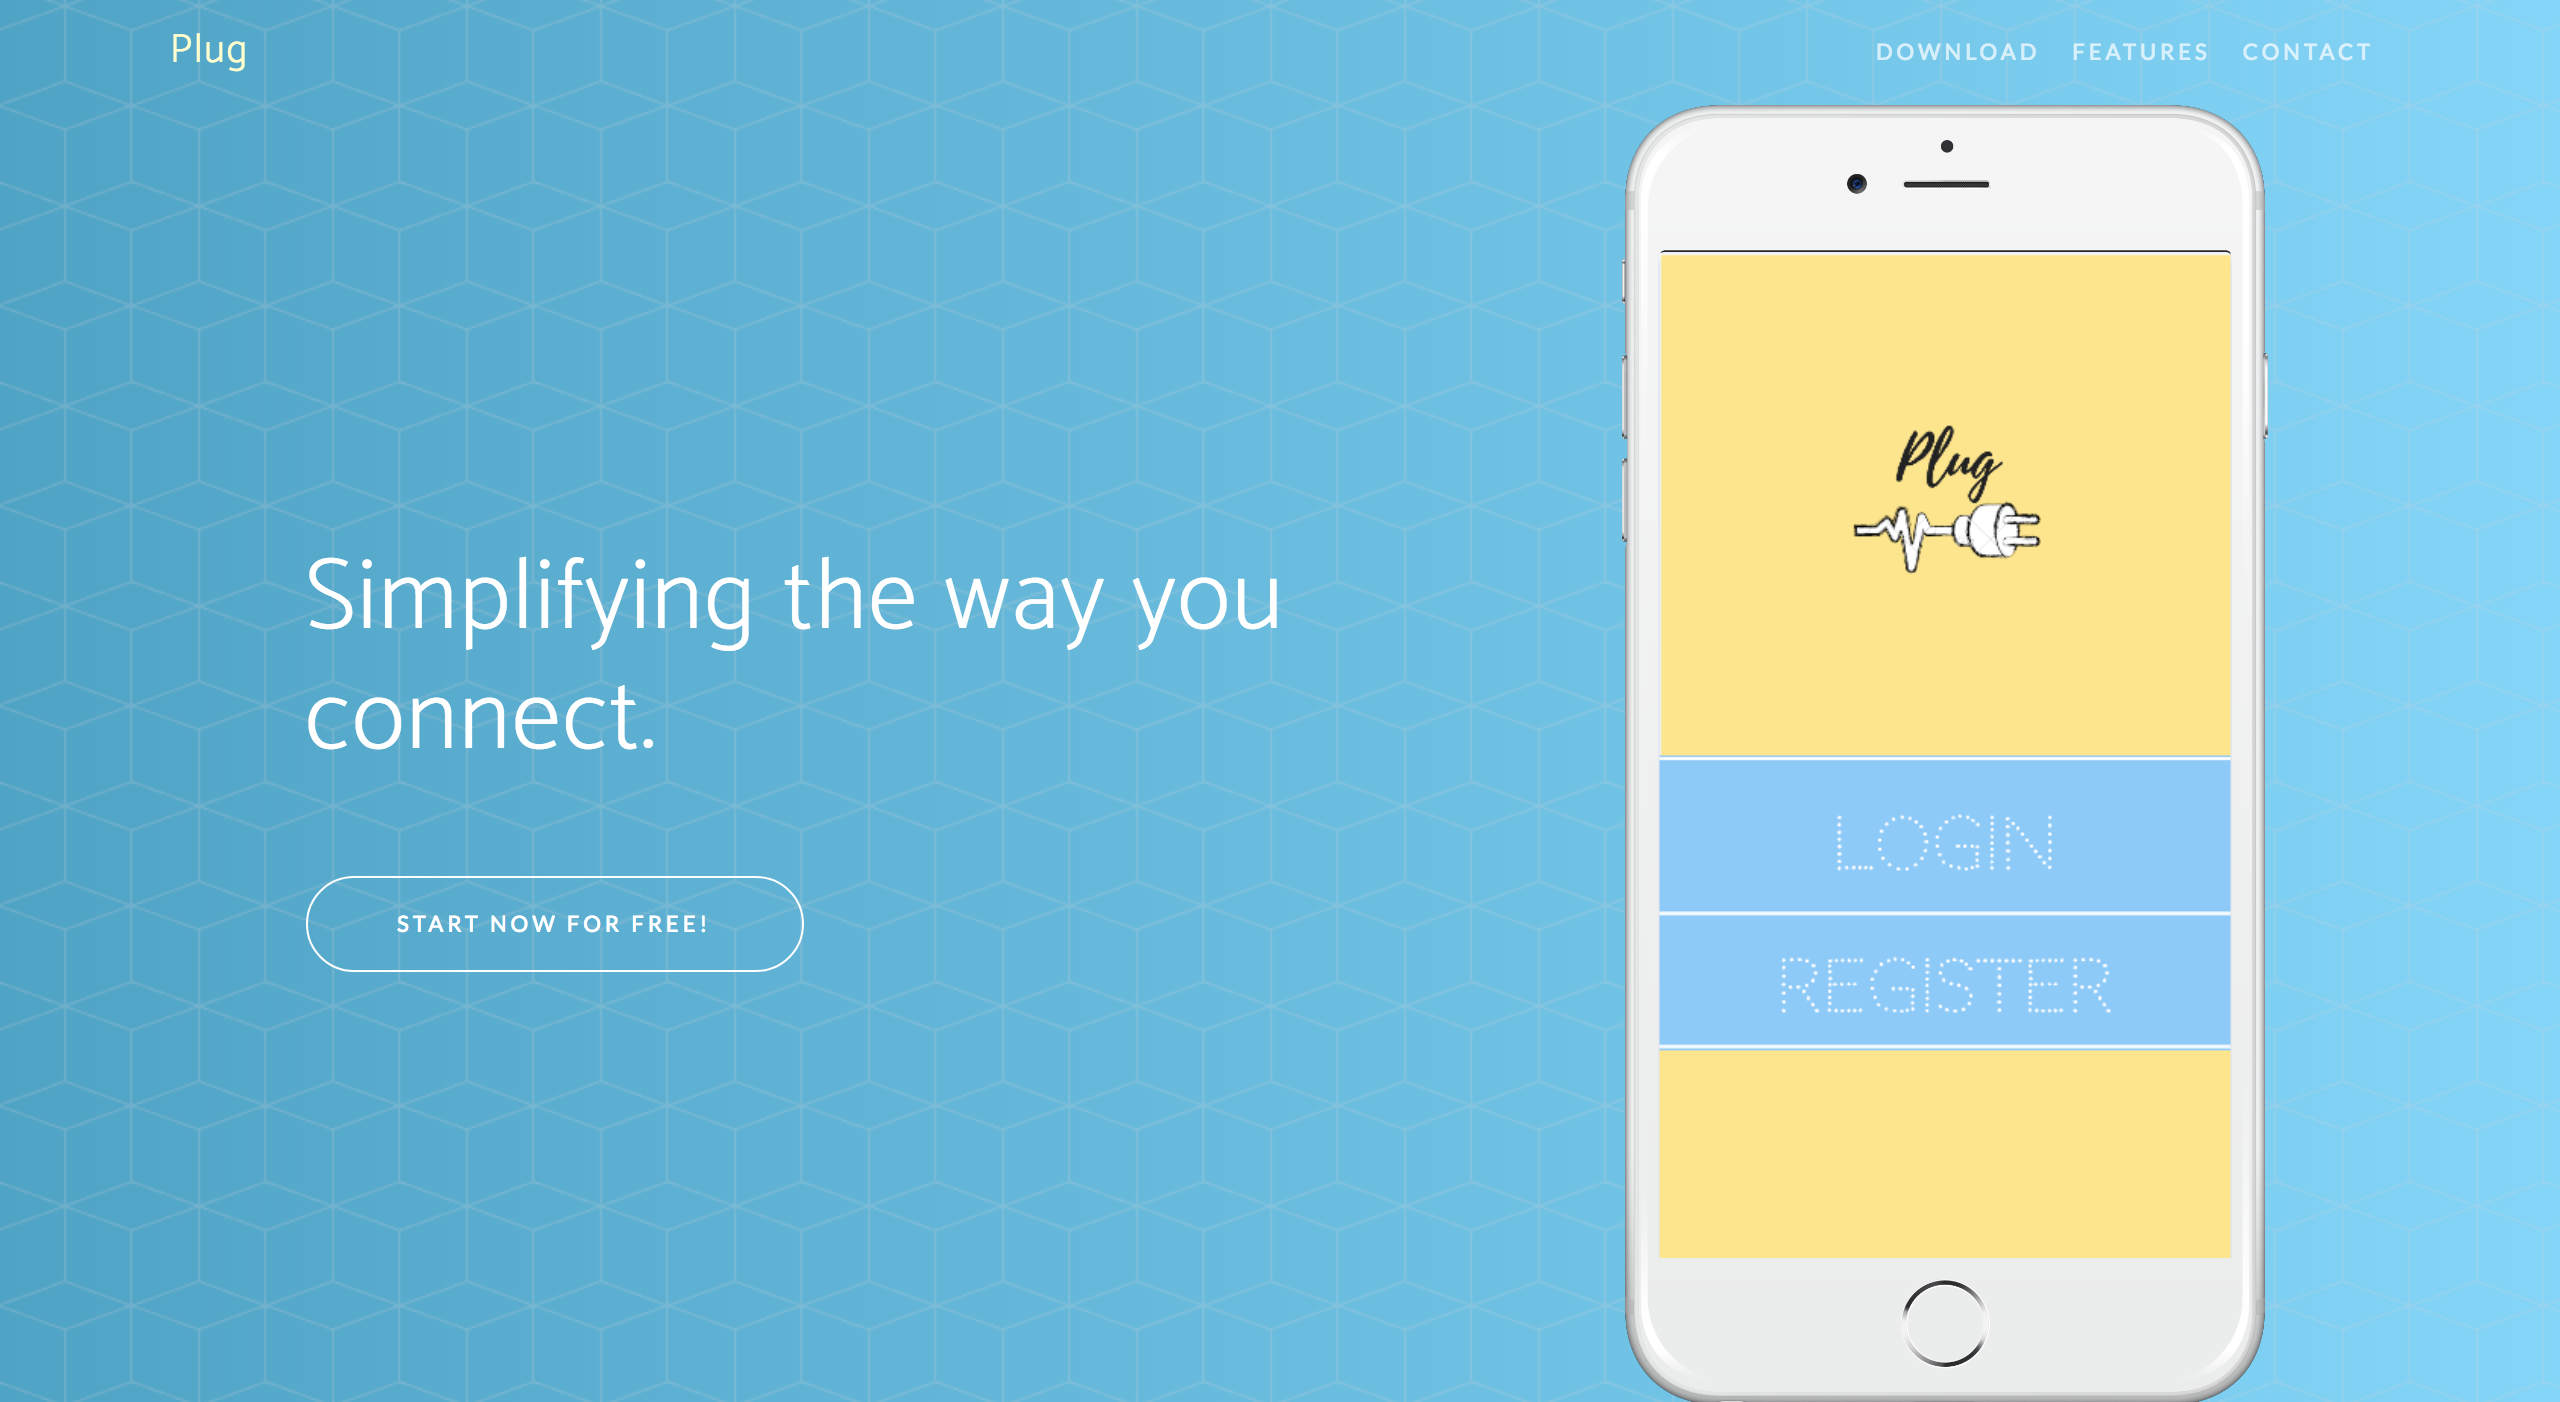 Plug
DOWNLOAD FEATURES CONTACT
Simplifying the way you
connect.
START NOW FOR FREE!
Plug
LOGIN
REGISTER